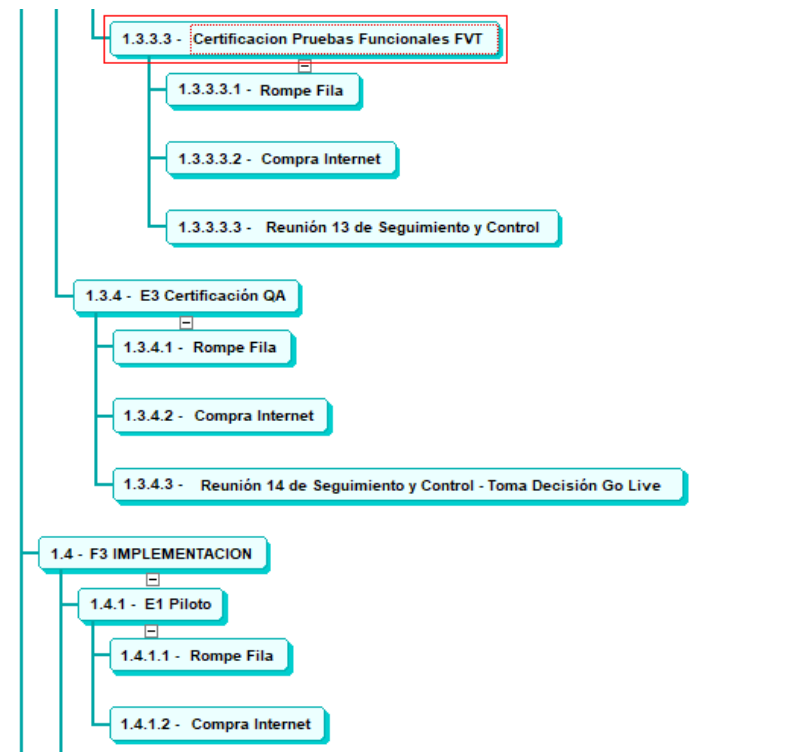 1.3.3.3 - Certificacion Pruebas Funcionales FVT
1.3.3.3.1 - Rompe Fila
1.3.3.3.2 - Compra Internet
1.3.3.3.3 - Reunión 13 de Seguimiento y Control
1.3.4 - E3 Certificación QA
1.3.4.1 - Rompe Fila
1.3.4.2 - Compra Internet
1.3.4.3 - Reunión 14 de Seguimiento y Control - Toma Decisión Go Live
1.4 - F3 IMPLEMENTACION
1.4.1 - E1 Piloto
1.4.1.1 - Rompe Fila
1.4.1.2 - Compra Internet